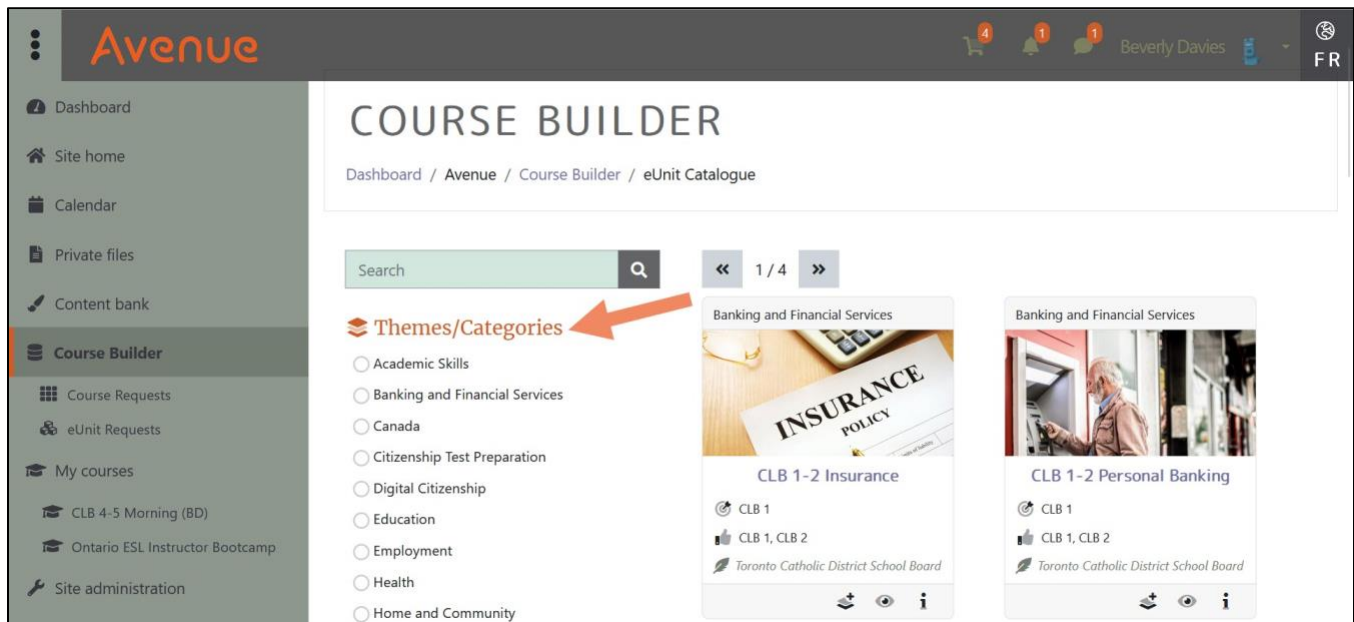 Avenue
4
1
1
Beverly Davies
FR
Dashboard
Site home
Calendar
Private files
Content bank
Course Builder
Course Requests
eUnit Requests
My courses
CLB 4-5 Morning (BD)
Ontario ESL Instructor Bootcamp
Site administration
COURSE BUILDER
Dashboard / Avenue / Course Builder / eUnit Catalogue
Search
Themes/Categories
Academic Skills
Banking and Financial Services
Canada
Citizenship Test Preparation
Digital Citizenship
Education
Employment
Health
Home and Community
« 1 / 4 »
Banking and Financial Services
INSURANCE
POLICY
CLB 1-2 Insurance
CLB 1
CLB 1, CLB 2
Toronto Catholic District School Board
Banking and Financial Services
CLB 1-2 Personal Banking
CLB 1
CLB 1, CLB 2
Toronto Catholic District School Board